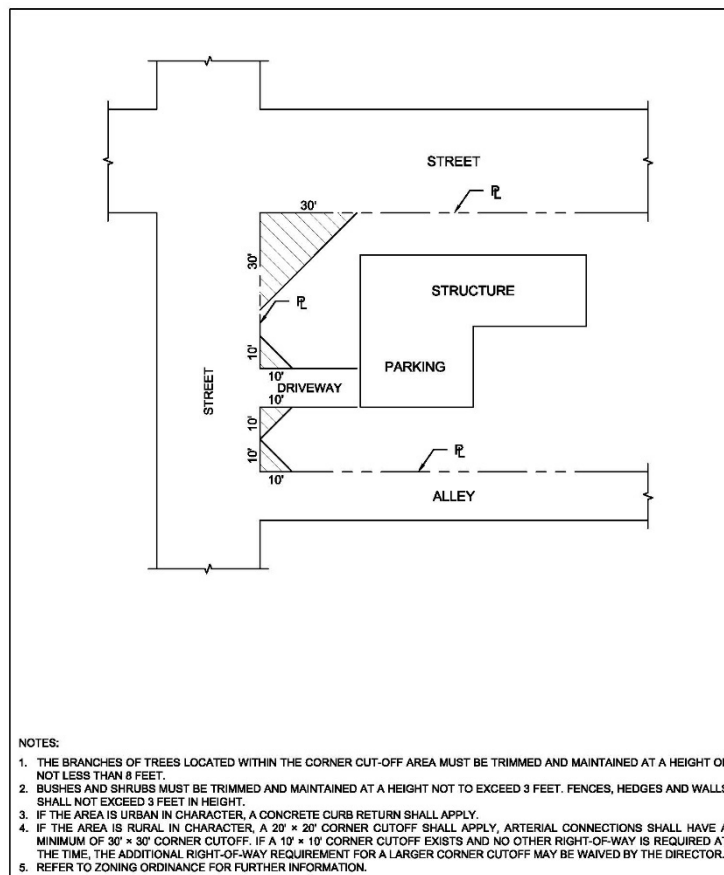 STREET
30'
PL
30'
STRUCTURE
PL
10'
PARKING
10'
DRIVEWAY
STREET
10'
10'
10'
PL
10'
ALLEY
NOTES:
1. THE BRANCHES OF TREES LOCATED WITHIN THE CORNER CUT-OFF AREA MUST BE TRIMMED AND MAINTAINED AT A HEIGHT OF
NOT LESS THAN 8 FEET.
2. BUSHES AND SHRUBS MUST BE TRIMMED AND MAINTAINED AT A HEIGHT NOT TO EXCEED 3 FEET. FENCES, HEDGES AND WALLS
SHALL NOT EXCEED 3 FEET IN HEIGHT.
3. IF THE AREA IS URBAN IN CHARACTER, A CONCRETE CURB RETURN SHALL APPLY.
4. IF THE AREA IS RURAL IN CHARACTER, A 20' × 20' CORNER CUTOFF SHALL APPLY, ARTERIAL CONNECTIONS SHALL HAVE A
MINIMUM OF 30' × 30' CORNER CUTOFF. IF A 10' × 10' CORNER CUTOFF EXISTS AND NO OTHER RIGHT-OF-WAY IS REQUIRED AT
THE TIME, THE ADDITIONAL RIGHT-OF-WAY REQUIREMENT FOR A LARGER CORNER CUTOFF MAY BE WAIVED BY THE DIRECTOR.
5. REFER TO ZONING ORDINANCE FOR FURTHER INFORMATION.